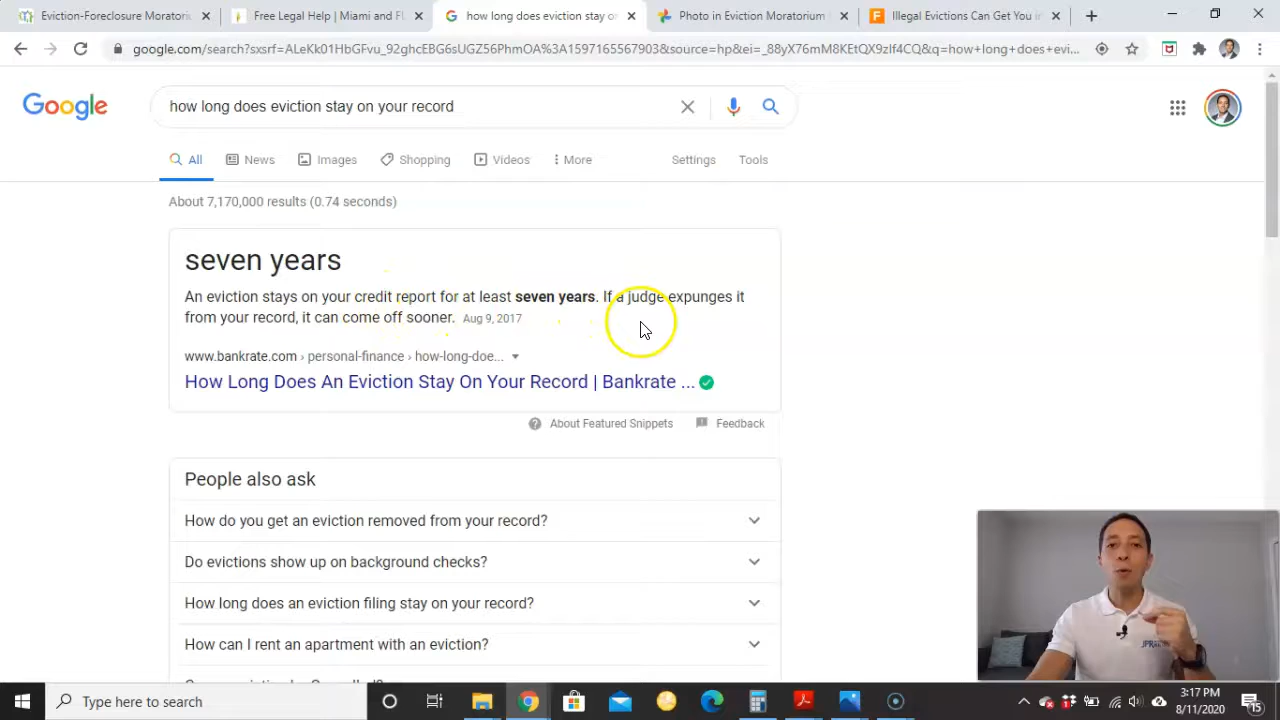 Eviction-Foreclosure Moratori
Free Legal Help | Miami and Fl
how long does eviction stay o
Photo in Eviction Moratorium
Illegal Evictions Can Get You in
google.com/search?sxsrf=ALeKk01HbGFvu_92ghcEBG6sUGZ56PhmOA%3A1597165567903&source=hp&ei=_88yX76mM8KEtQX9zIf4CQ&q=how+long+does+evi...
Google
how long does eviction stay on your record
All
News
Images
Shopping
Videos
More
Settings
Tools
About 7,170,000 results (0.74 seconds)
seven years
An eviction stays on your credit report for at least seven years. If a judge expunges it
from your record, it can come off sooner. Aug 9, 2017
www.bankrate.com › personal-finance › how-long-doe...
How Long Does An Eviction Stay On Your Record | Bankrate ...
About Featured Snippets
Feedback
People also ask
How do you get an eviction removed from your record?
Do evictions show up on background checks?
How long does an eviction filing stay on your record?
How can I rent an apartment with an eviction?
Type here to search
3:17 PM
8/11/2020
15